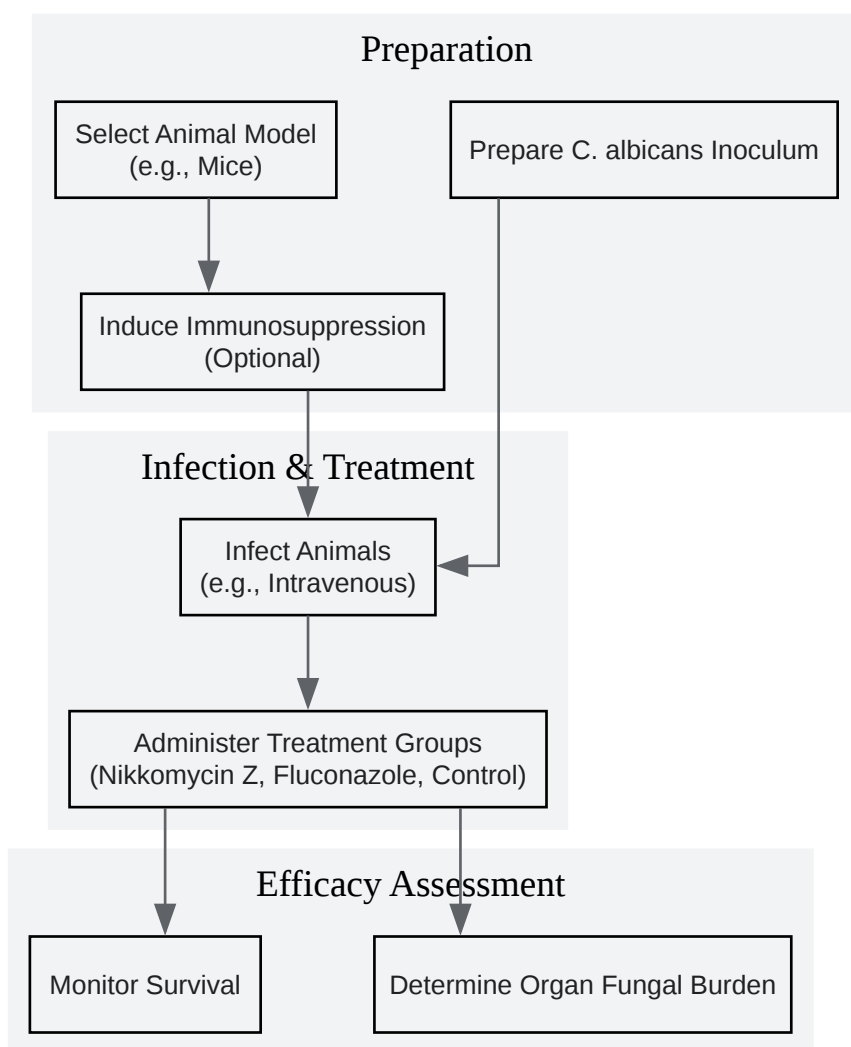 Preparation
Select Animal Model
(e.g., Mice)
Prepare C. albicans Inoculum
Induce Immunosuppression
(Optional)
Infection & Treatment
Infect Animals
(e.g., Intravenous)
Administer Treatment Groups
(Nikkomycin Z, Fluconazole, Control)
Efficacy Assessment
Monitor Survival
Determine Organ Fungal Burden